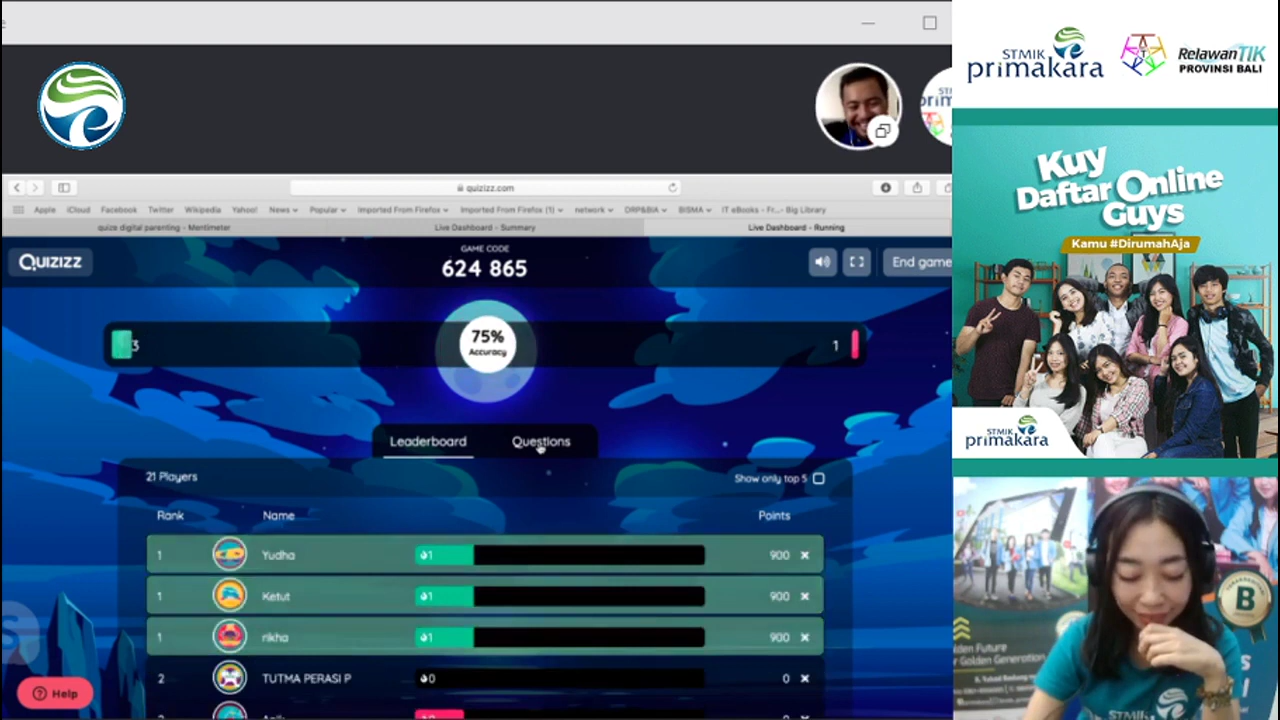 STMIK
primakara
RelawanTIK
PROVINSI BALI
quizizz.com
Apple iCloud Facebook Twitter Wikipedia Yahoo! News Popular Imported From Firefox Imported From Firefox (1) network DRP&BIA BISMA IT eBooks - Fr...- Big Library
quize digital parenting - Mentimeter
Live Dashboard - Summary
Live Dashboard - Running
QUIZIZZ
GAME CODE
624 865
End game
3
75%
Accuracy
1
Leaderboard
Questions
21 Players
Show only top 5
Rank Name Points
1 Yudha 1 900
1 Ketut 1 900
1 rikha 1 900
2 TUTMA PERASI P 0 0
Help
Kuy
Daftar Online
Guys
Kamu #DirumahAja
STMIK
primakara
B
Golden Generation